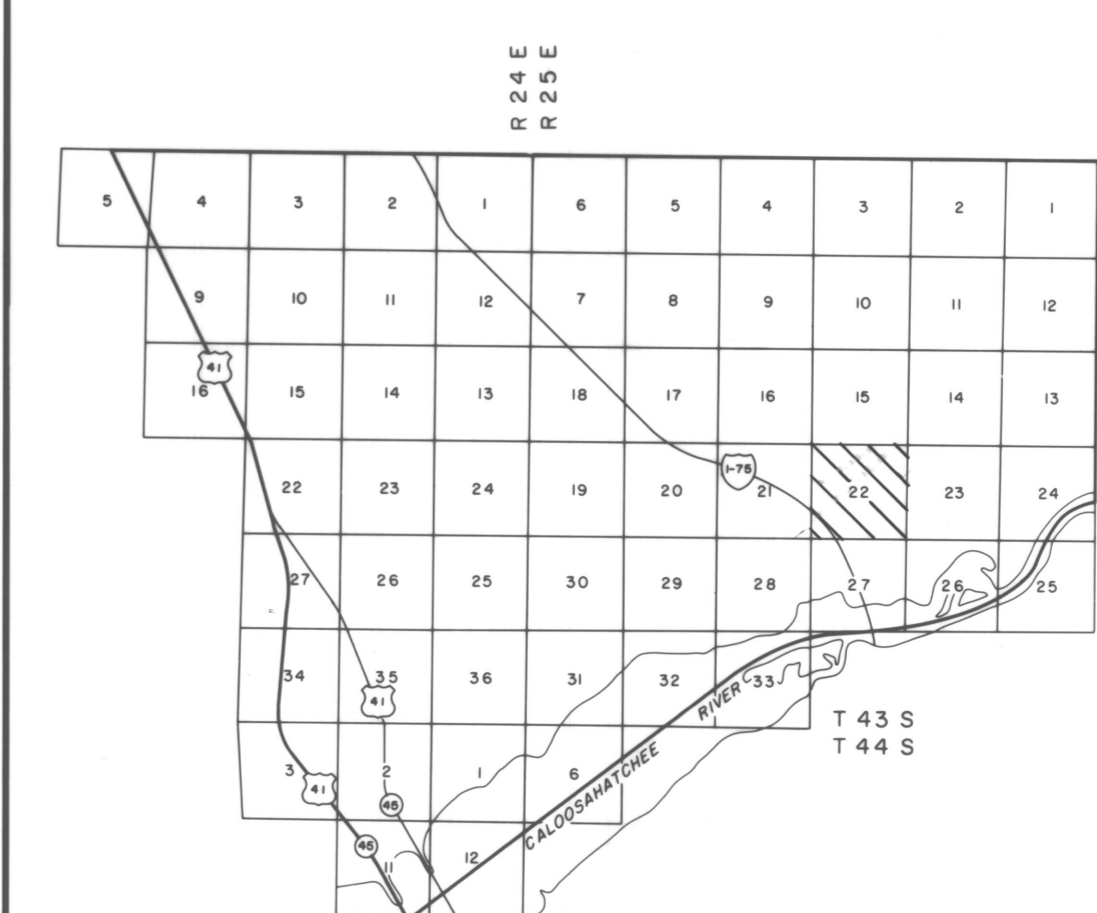 R 24 E
R 25 E
5 4 3 2 1 6 5 4 3 2 1
9 10 11 12 7 8 9 10 11 12
41
16 15 14 13 18 17 16 15 14 13
I-75
22 23 24 19 20 21 22 23 24
27 26 25 30 29 28 27 26 25
34 35 36 31 32 33
41
RIVER
T 43 S
T 44 S
3 2 1 6
CALOOSAHATCHEE
41
45
45
11 12